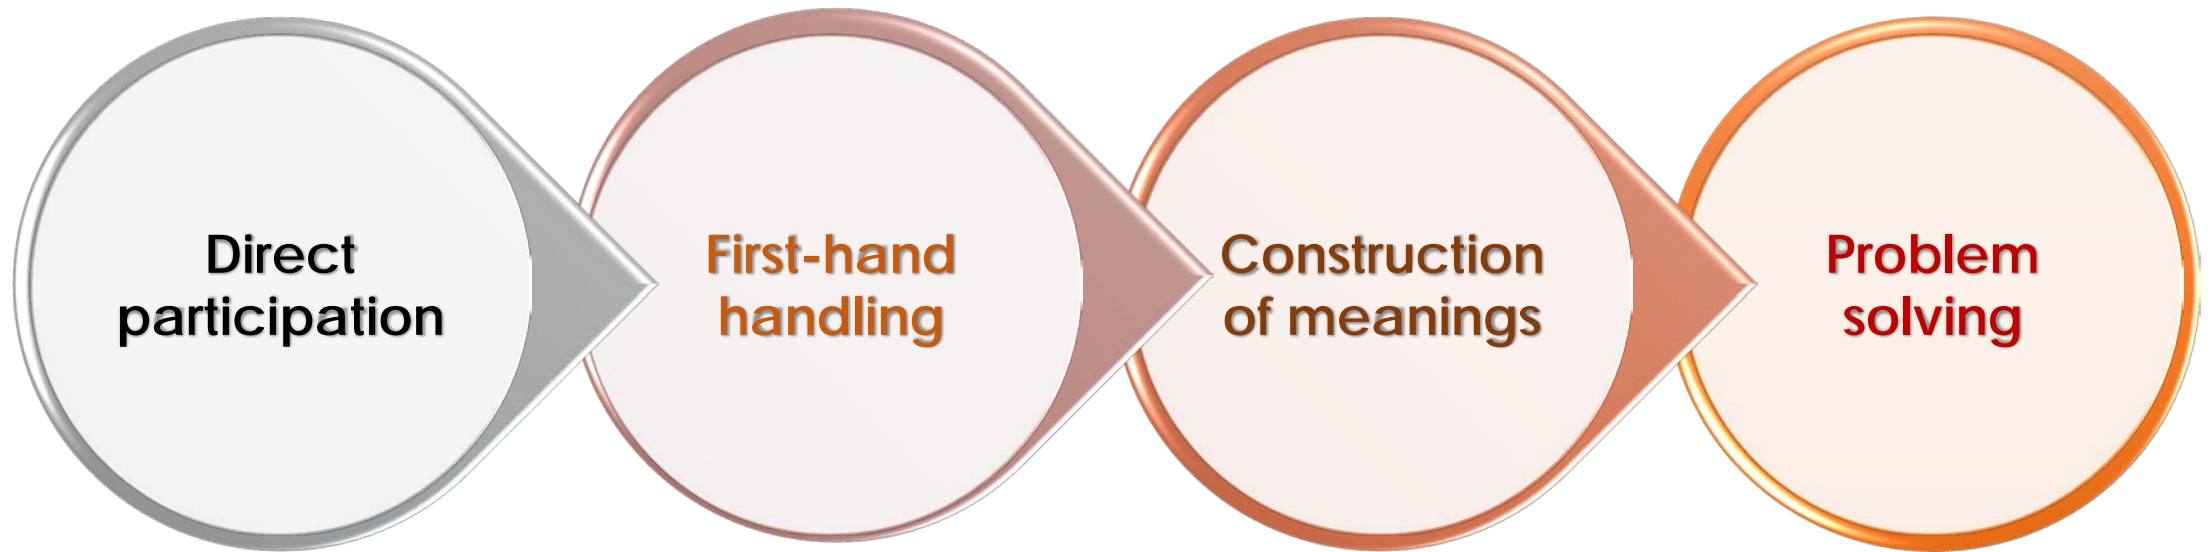 Direct
participation
First-hand
handling
Construction
of meanings
Problem
solving